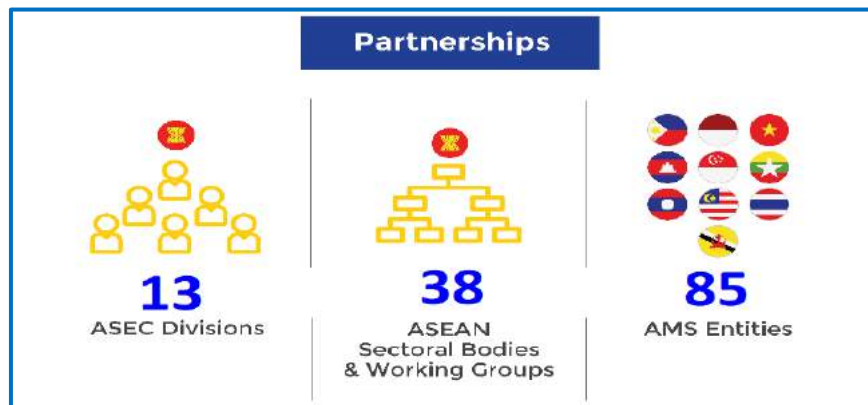 Partnerships
13
ASEC Divisions
38
ASEAN
Sectoral Bodies
& Working Groups
85
AMS Entities